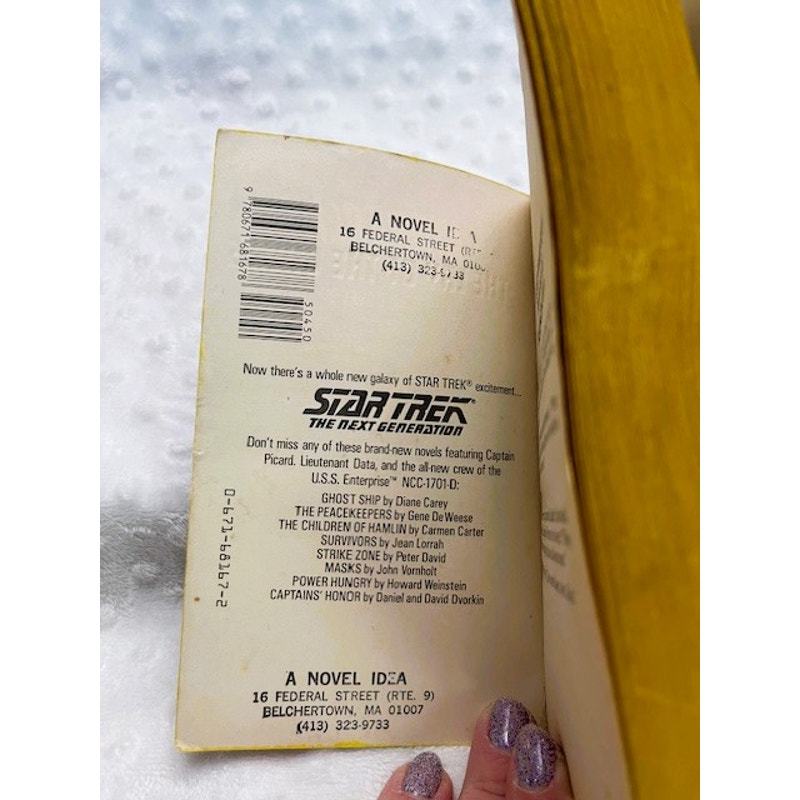 9 780671 681678
50450
A NOVEL
16 FEDERAL STREET
BELCHERTOWN, MA
(413) 323-9733
Now there's a whole new galaxy of STAR TREK® excitement...
STAR TREK®
THE NEXT GENERATION
Don't miss any of these brand-new novels featuring Captain
Picard, Lieutenant Data, and the all-new crew of the
U.S.S. Enterprise™ NCC-1701-D:
GHOST SHIP by Diane Carey
THE PEACEKEEPERS by Gene DeWeese
THE CHILDREN OF HAMLIN by Carmen Carter
SURVIVORS by Jean Lorrah
STRIKE ZONE by Peter David
MASKS by John Vornholt
POWER HUNGRY by Howard Weinstein
CAPTAINS' HONOR by Daniel and David Dvorkin
0-671-68167-2
A NOVEL IDEA
16 FEDERAL STREET (RTE. 9)
BELCHERTOWN, MA 01007
(413) 323-9733